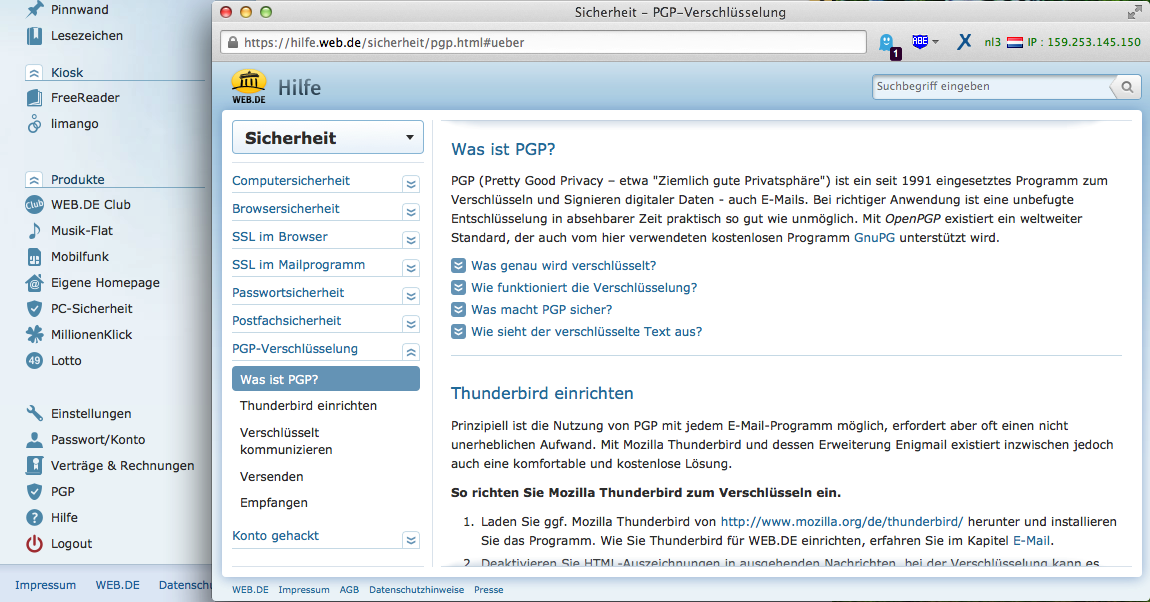 Pinnwand
Lesezeichen
Kiosk
FreeReader
limango
Produkte
Club
WEB.DE Club
Musik-Flat
Mobilfunk
Eigene Homepage
PC-Sicherheit
MillionenKlick
49
Lotto
Einstellungen
Passwort/Konto
Verträge & Rechnungen
PGP
Hilfe
Logout
Impressum WEB.DE Datenschu
Sicherheit – PGP-Verschlüsselung
https://hilfe.web.de/sicherheit/pgp.html#ueber
1
ABE
X
nl3 IP : 159.253.145.150
WEB.DE
Hilfe
Suchbegriff eingeben
Sicherheit
Computersicherheit
Browsersicherheit
SSL im Browser
SSL im Mailprogramm
Passwortsicherheit
Postfachsicherheit
PGP-Verschlüsselung
Was ist PGP?
Thunderbird einrichten
Verschlüsselt
kommunizieren
Versenden
Empfangen
Konto gehackt
Was ist PGP?
PGP (Pretty Good Privacy – etwa "Ziemlich gute Privatsphäre") ist ein seit 1991 eingesetztes Programm zum
Verschlüsseln und Signieren digitaler Daten - auch E-Mails. Bei richtiger Anwendung ist eine unbefugte
Entschlüsselung in absehbarer Zeit praktisch so gut wie unmöglich. Mit OpenPGP existiert ein weltweiter
Standard, der auch vom hier verwendeten kostenlosen Programm GnuPG unterstützt wird.
Was genau wird verschlüsselt?
Wie funktioniert die Verschlüsselung?
Was macht PGP sicher?
Wie sieht der verschlüsselte Text aus?
Thunderbird einrichten
Prinzipiell ist die Nutzung von PGP mit jedem E-Mail-Programm möglich, erfordert aber oft einen nicht
unerheblichen Aufwand. Mit Mozilla Thunderbird und dessen Erweiterung Enigmail existiert inzwischen jedoch
auch eine komfortable und kostenlose Lösung.
So richten Sie Mozilla Thunderbird zum Verschlüsseln ein.
1. Laden Sie ggf. Mozilla Thunderbird von http://www.mozilla.org/de/thunderbird/ herunter und installieren
Sie das Programm. Wie Sie Thunderbird für WEB.DE einrichten, erfahren Sie im Kapitel E-Mail.
2. Deaktivieren Sie HTML-Auszeichnungen in ausgehenden Nachrichten, bei der Verschlüsselung kann es
WEB.DE Impressum AGB Datenschutzhinweise Presse